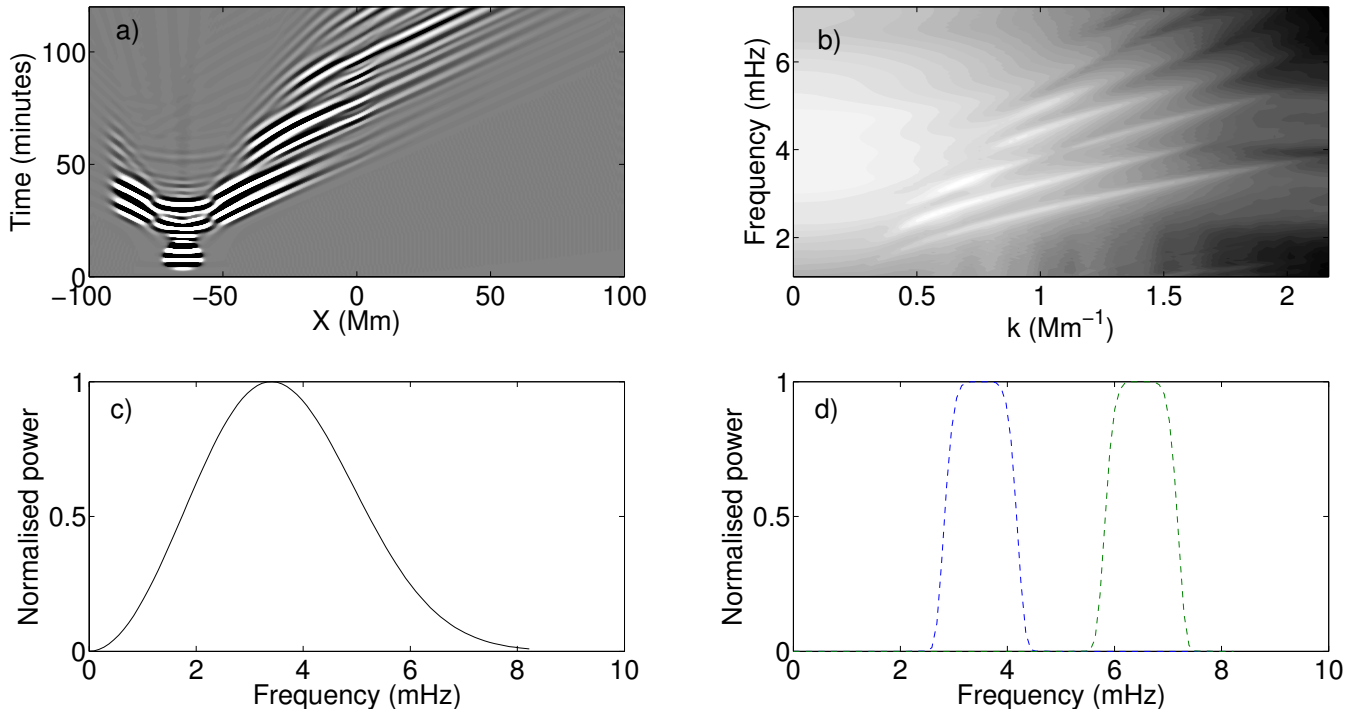 a)
Time (minutes)
100
50
0
−100
−50
0
50
100
X (Mm)
b)
Frequency (mHz)
6
4
2
0
0.5
1
1.5
2
k (Mm⁻¹)
c)
Normalised power
1
0.5
0
0
2
4
6
8
10
Frequency (mHz)
d)
Normalised power
1
0.5
0
0
2
4
6
8
10
Frequency (mHz)